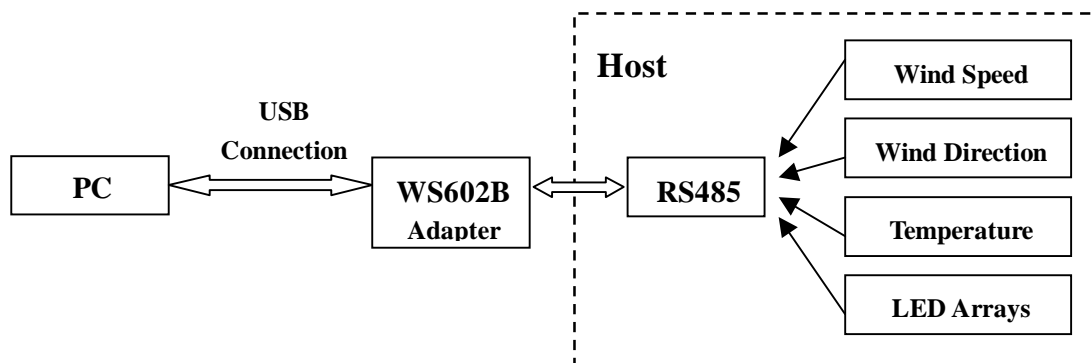 Host
USB
Connection
PC
WS602B
Adapter
RS485
Wind Speed
Wind Direction
Temperature
LED Arrays